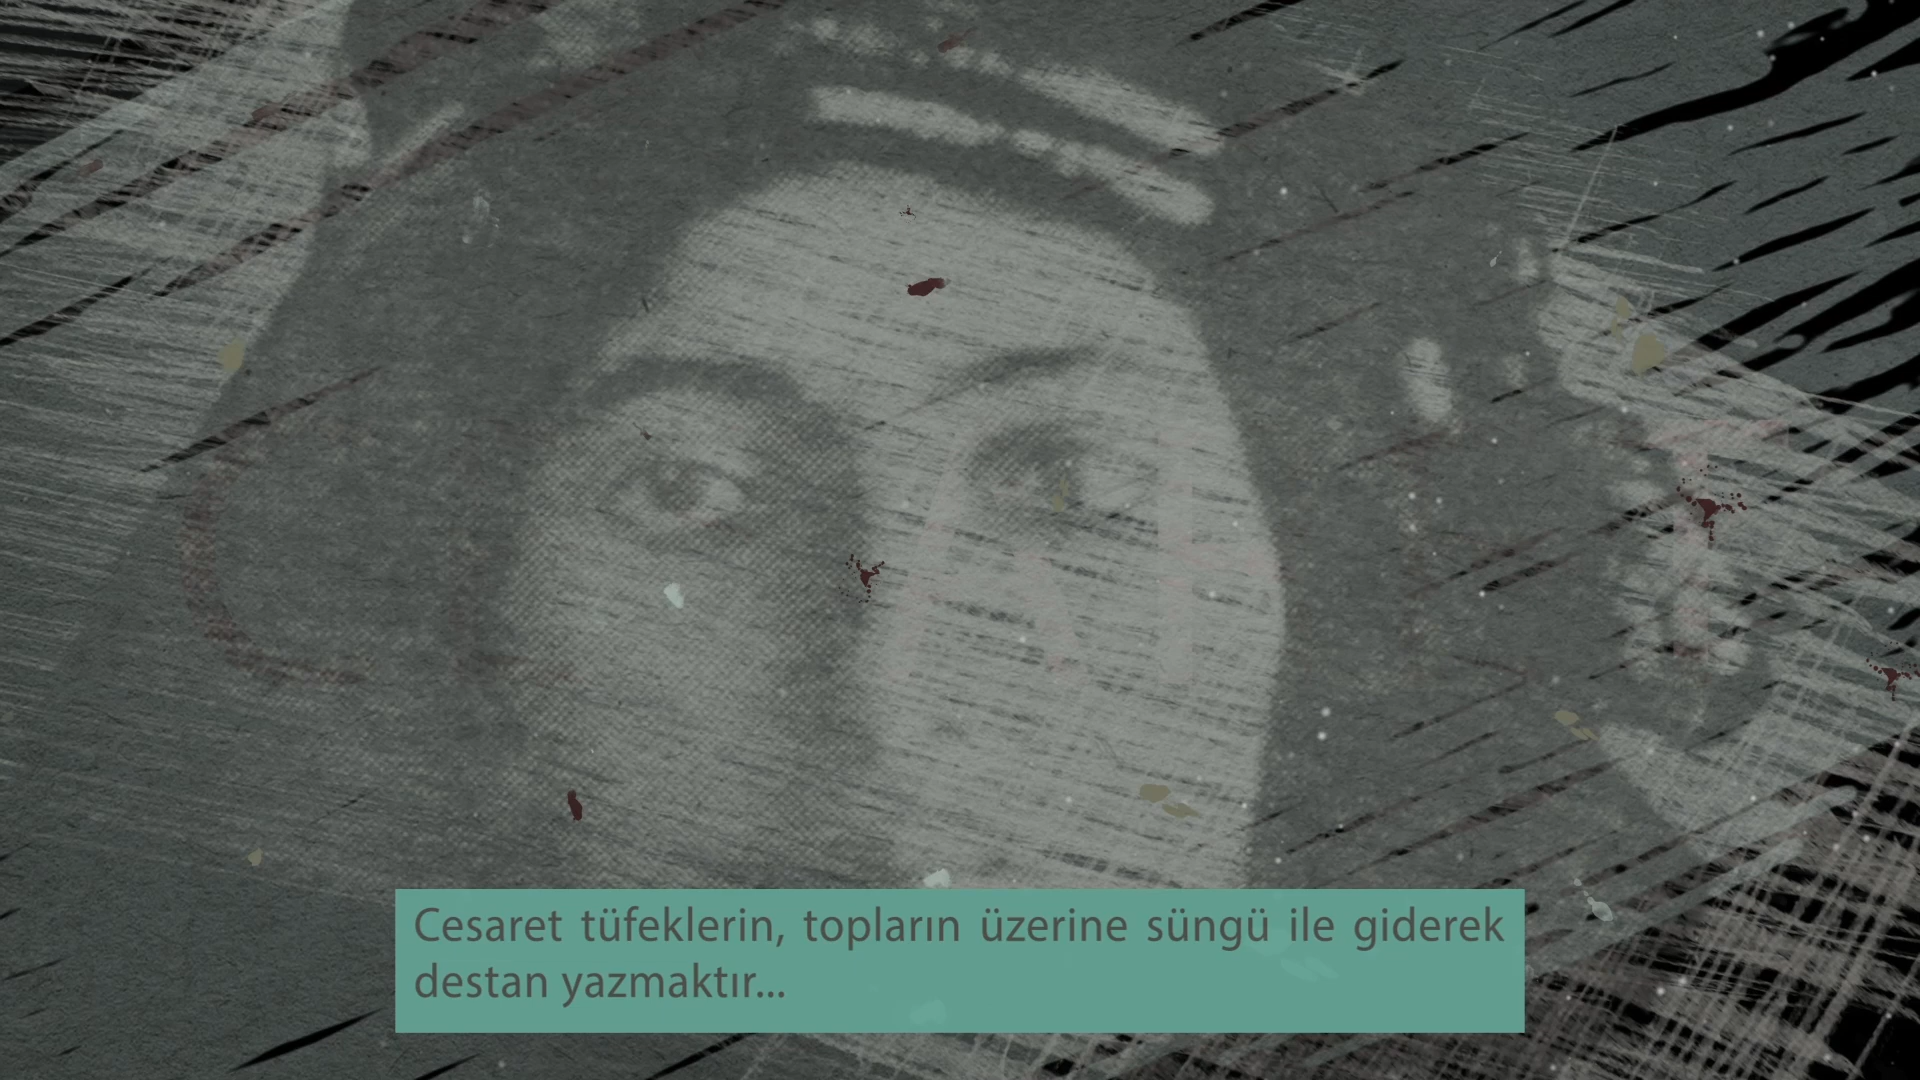 Cesaret tüfeklerin, topların üzerine süngü ile giderek
destan yazmaktır...